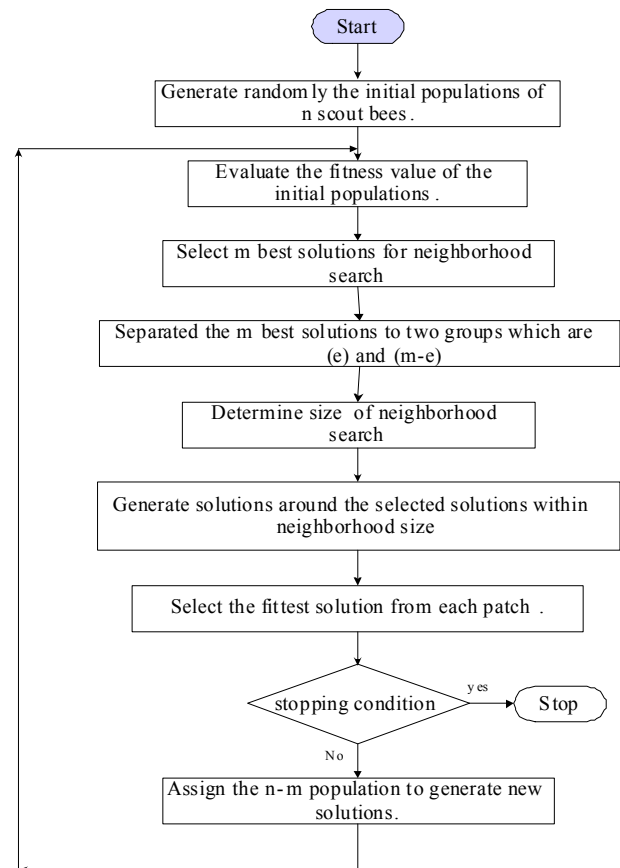 Start
Generate randomly the initial populations of
n scout bees.
Evaluate the fitness value of the
initial populations .
Select m best solutions for neighborhood
search
Separated the m best solutions to two groups which are
(e) and (m-e)
Determine size of neighborhood
search
Generate solutions around the selected solutions within
neighborhood size
Select the fittest solution from each patch .
stopping condition
yes
Stop
No
Assign the n-m population to generate new
solutions.